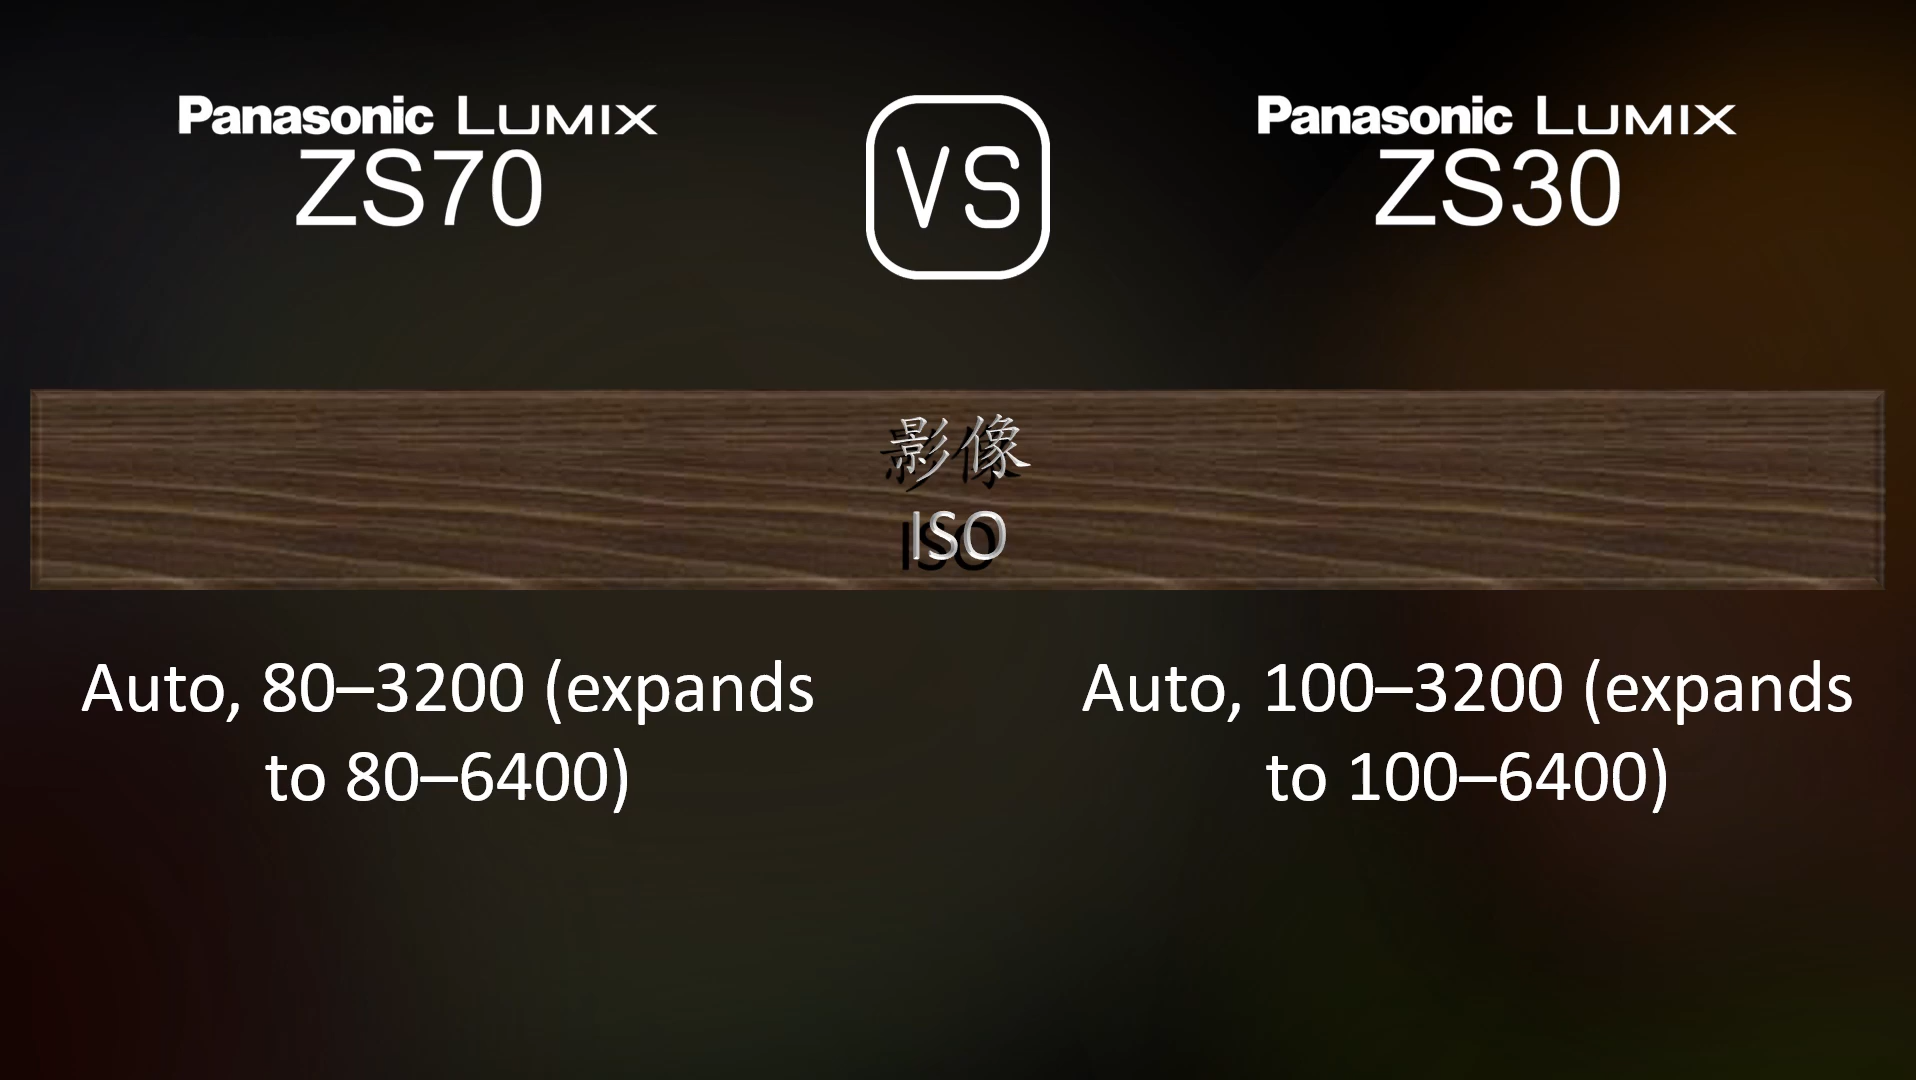 Panasonic LUMIX
ZS70
VS
Panasonic LUMIX
ZS30
影像
ISO
Auto, 80–3200 (expands
to 80–6400)
Auto, 100–3200 (expands
to 100–6400)